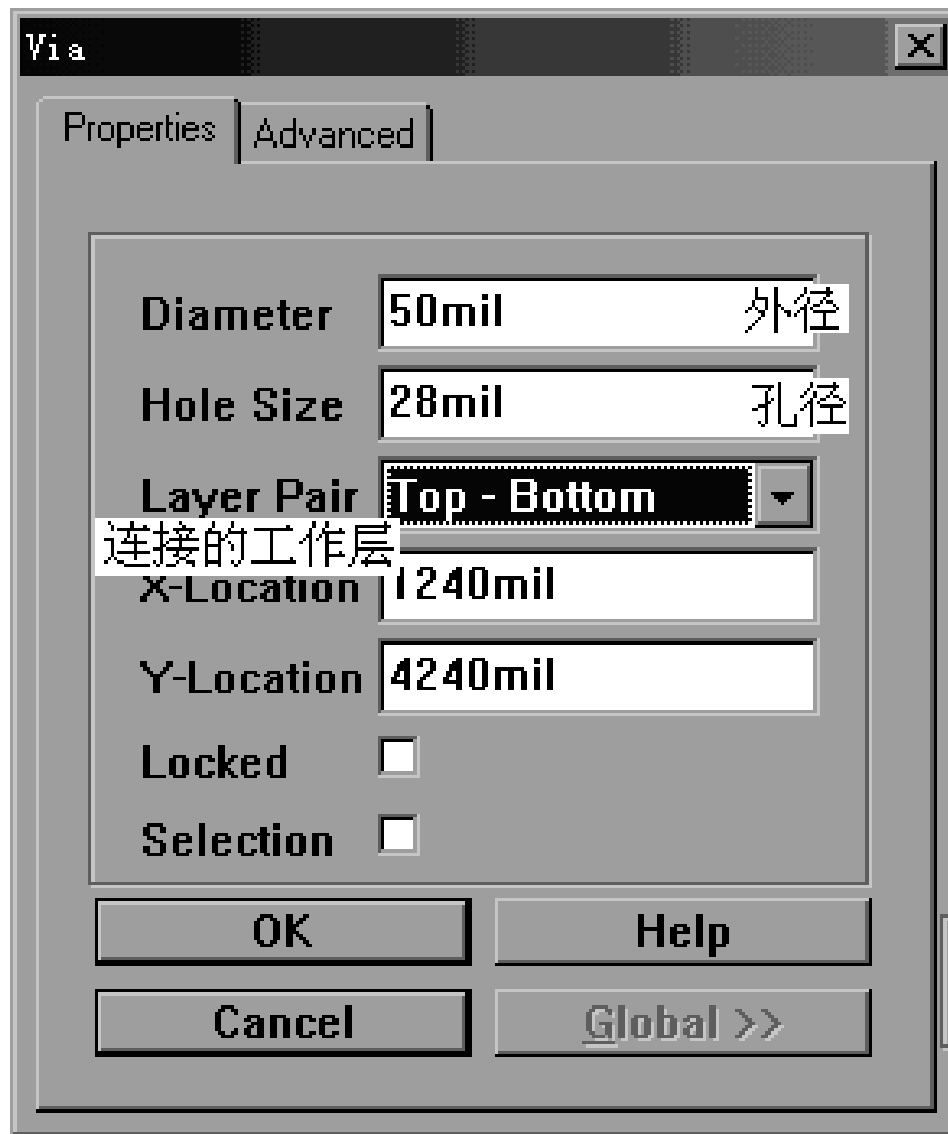 Via
Properties Advanced
Diameter 50mil 外径
Hole Size 28mil 孔径
Layer Pair Top - Bottom
连接的工作层
X-Location 1240mil
Y-Location 4240mil
Locked
Selection
OK Help
Cancel Global >>